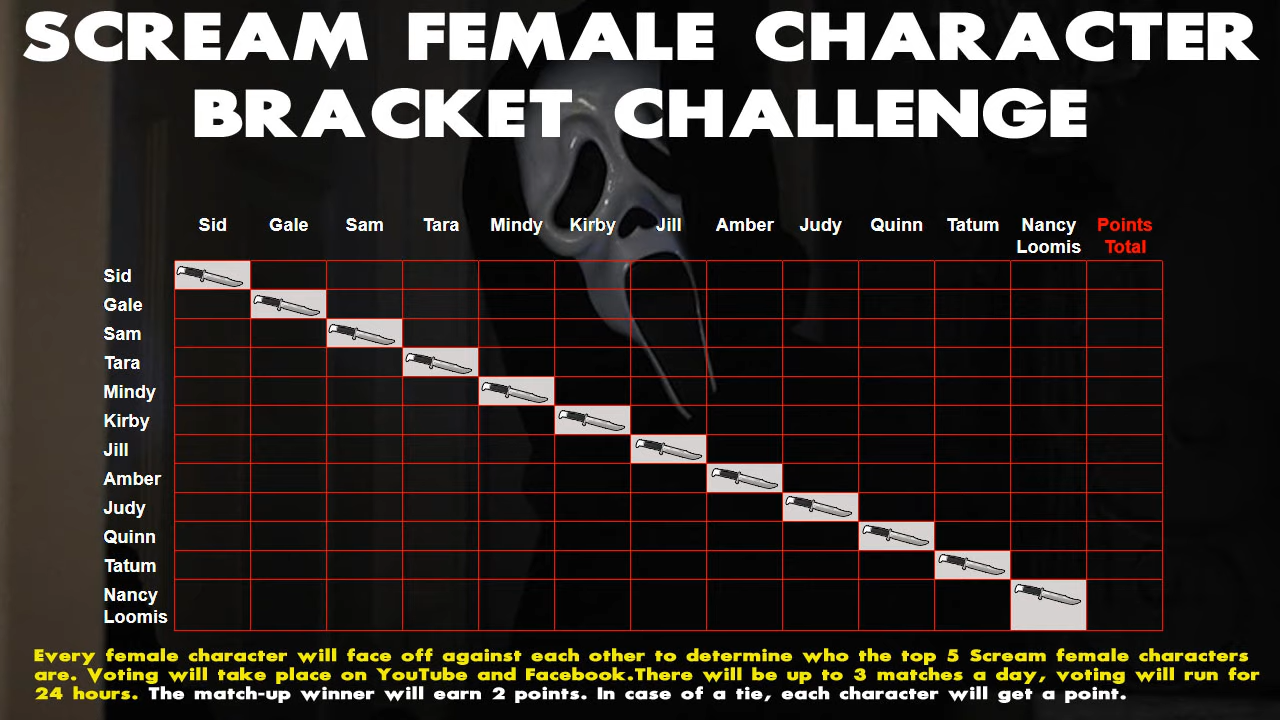 SCREAM FEMALE CHARACTER
BRACKET CHALLENGE
Sid Gale Sam Tara Mindy Kirby Jill Amber Judy Quinn Tatum Nancy Loomis Points Total
Sid
Gale
Sam
Tara
Mindy
Kirby
Jill
Amber
Judy
Quinn
Tatum
Nancy
Loomis
Every female character will face off against each other to determine who the top 5 Scream female characters
are. Voting will take place on YouTube and Facebook.There will be up to 3 matches a day, voting will run for
24 hours. The match-up winner will earn 2 points. In case of a tie, each character will get a point.